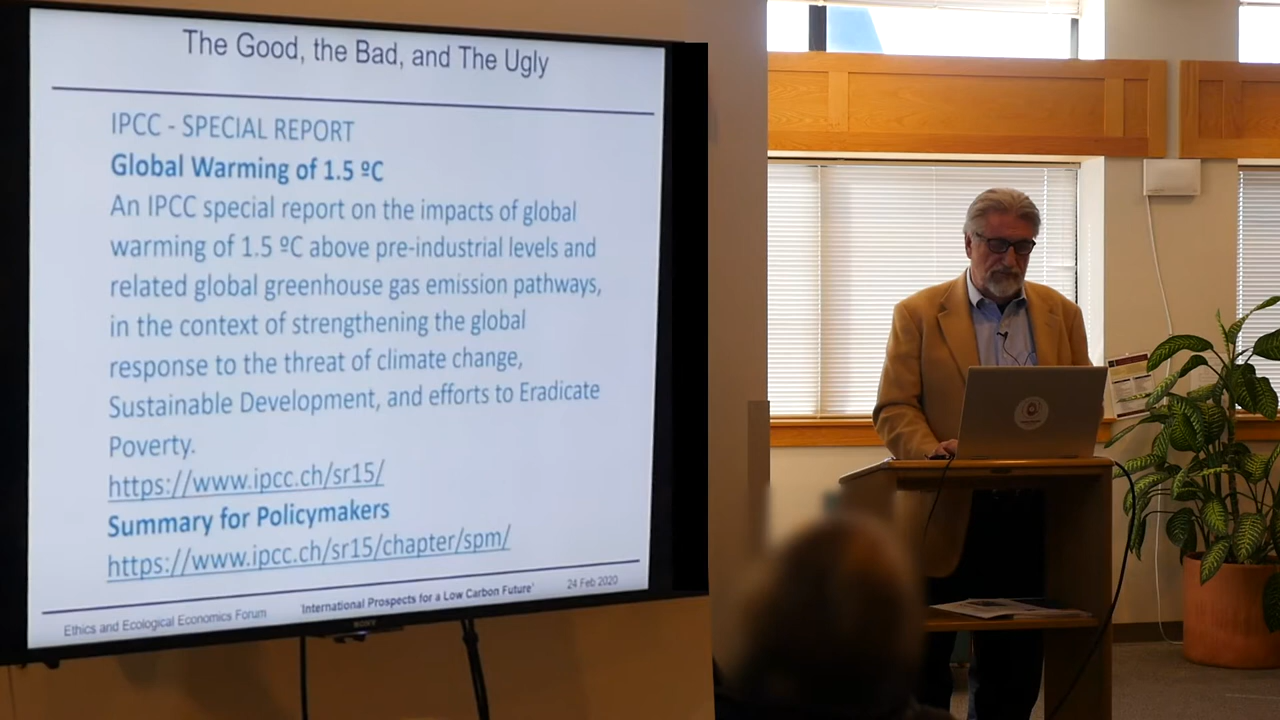 The Good, the Bad, and The Ugly
IPCC - SPECIAL REPORT
Global Warming of 1.5 ºC
An IPCC special report on the impacts of global
warming of 1.5 ºC above pre-industrial levels and
related global greenhouse gas emission pathways,
in the context of strengthening the global
response to the threat of climate change,
Sustainable Development, and efforts to Eradicate
Poverty.
https://www.ipcc.ch/sr15/
Summary for Policymakers
https://www.ipcc.ch/sr15/chapter/spm/
Ethics and Ecological Economics Forum 'International Prospects for a Low Carbon Future' 24 Feb 2020
SONY